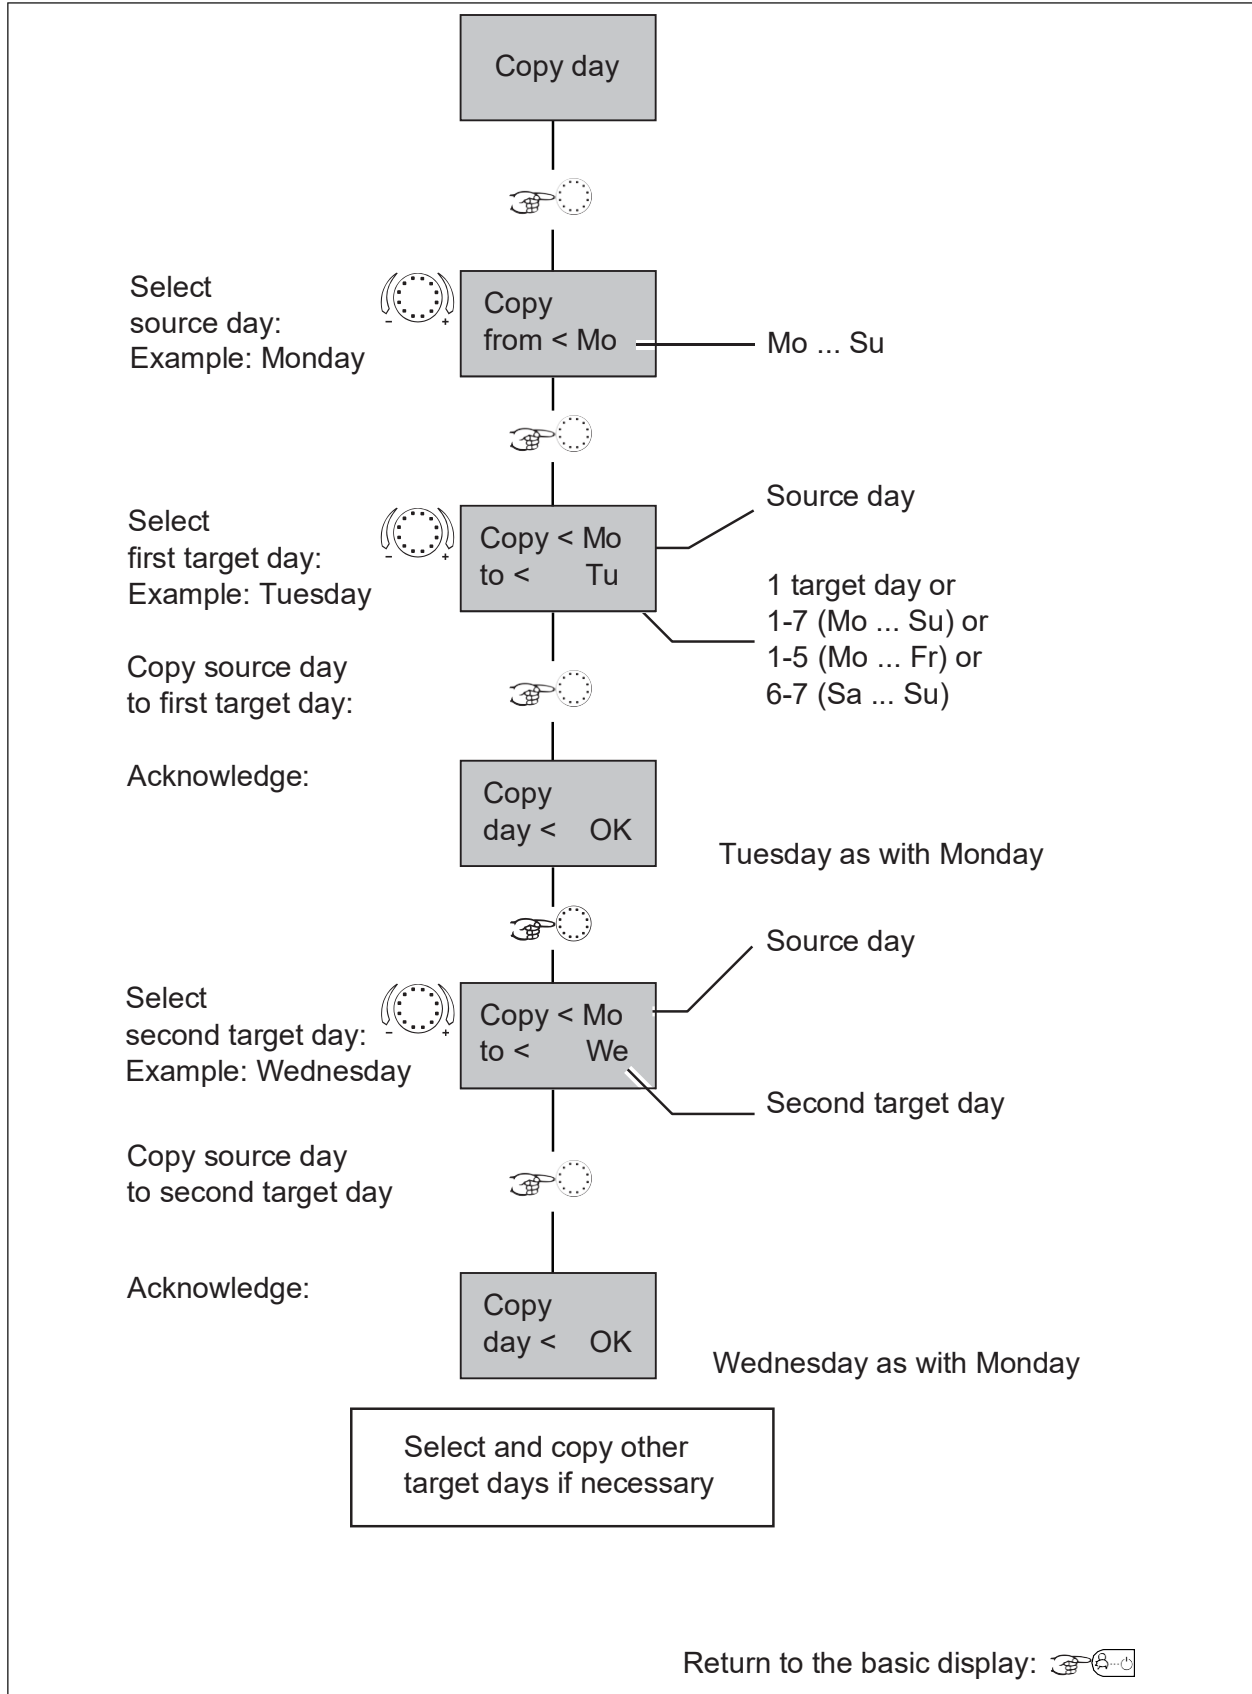 Copy day
Select
source day:
Example: Monday
- +
Copy
from < Mo
Mo ... Su
Select
first target day:
Example: Tuesday
- +
Copy < Mo
to < Tu
Source day
1 target day or
1-7 (Mo ... Su) or
1-5 (Mo ... Fr) or
6-7 (Sa ... Su)
Copy source day
to first target day:
Acknowledge:
Copy
day < OK
Tuesday as with Monday
Select
second target day:
Example: Wednesday
- +
Copy < Mo
to < We
Source day
Second target day
Copy source day
to second target day
Acknowledge:
Copy
day < OK
Wednesday as with Monday
Select and copy other
target days if necessary
Return to the basic display: